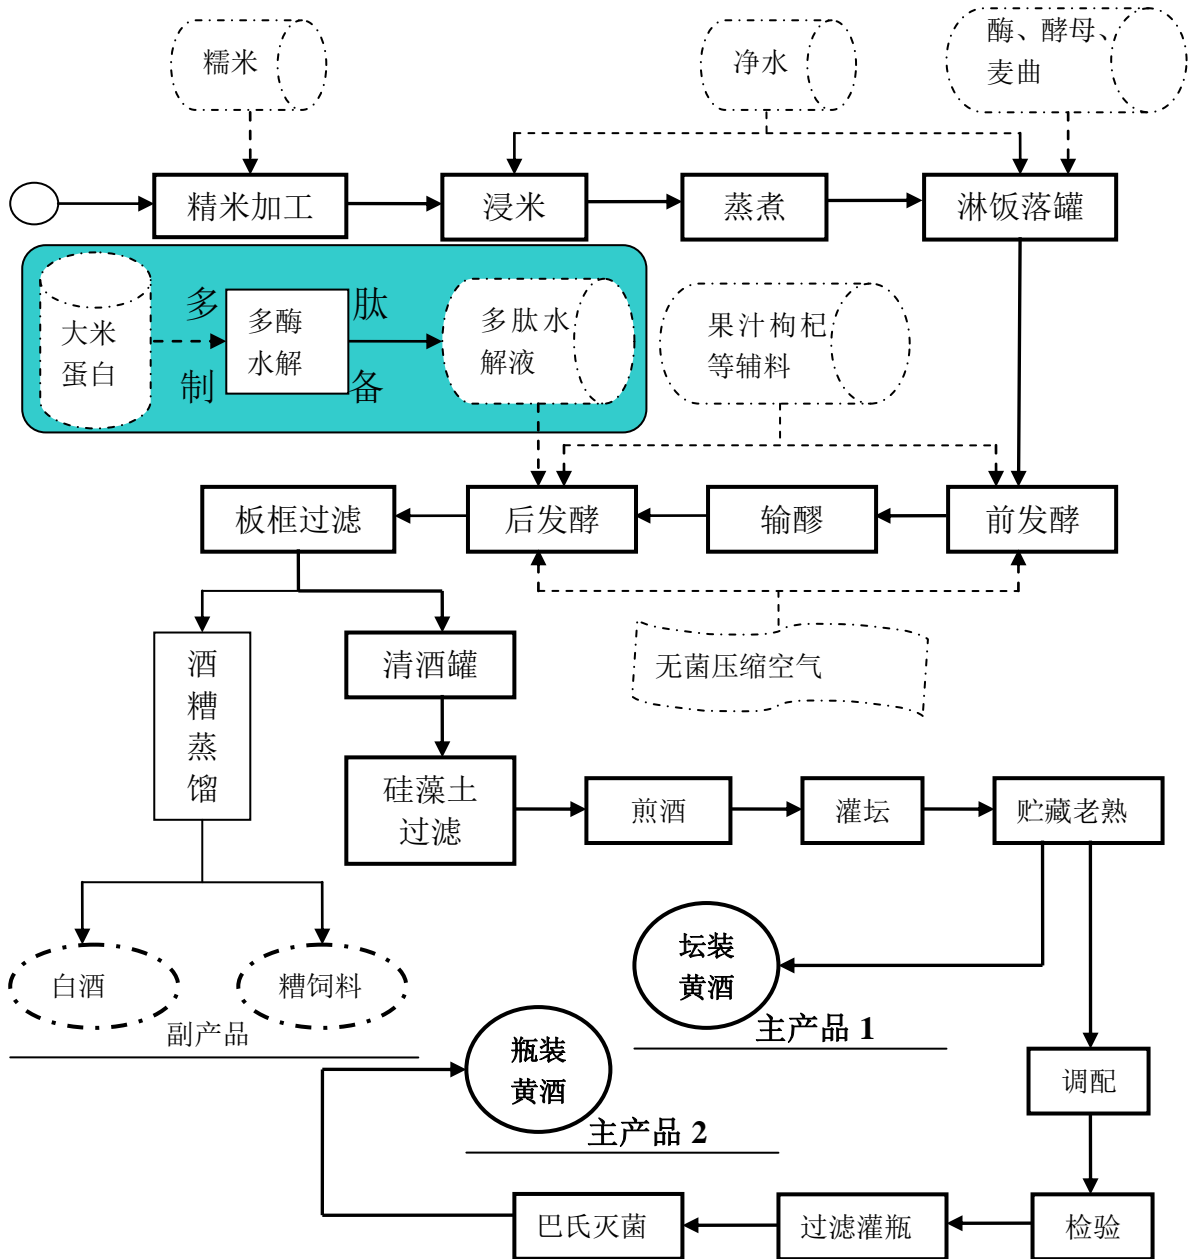 糯米
净水
酶、酵母、
麦曲
精米加工
浸米
蒸煮
淋饭落罐
大米
蛋白
多
肽
制
备
多酶
水解
多肽水
解液
果汁枸杞
等辅料
板框过滤
后发酵
输醪
前发酵
酒
糟
蒸
馏
清酒罐
无菌压缩空气
硅藻土
过滤
煎酒
灌坛
贮藏老熟
白酒
糟饲料
副产品
坛装
黄酒
主产品 1
瓶装
黄酒
主产品 2
调配
巴氏灭菌
过滤灌瓶
检验